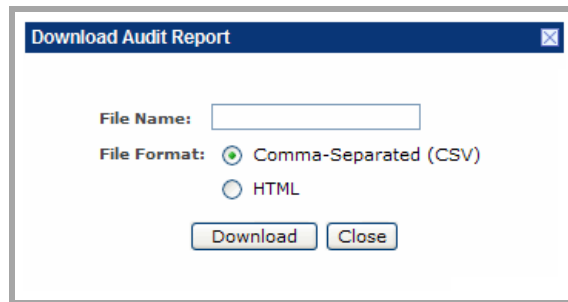 Download Audit Report
File Name:
File Format: Comma-Separated (CSV)
HTML
Download Close